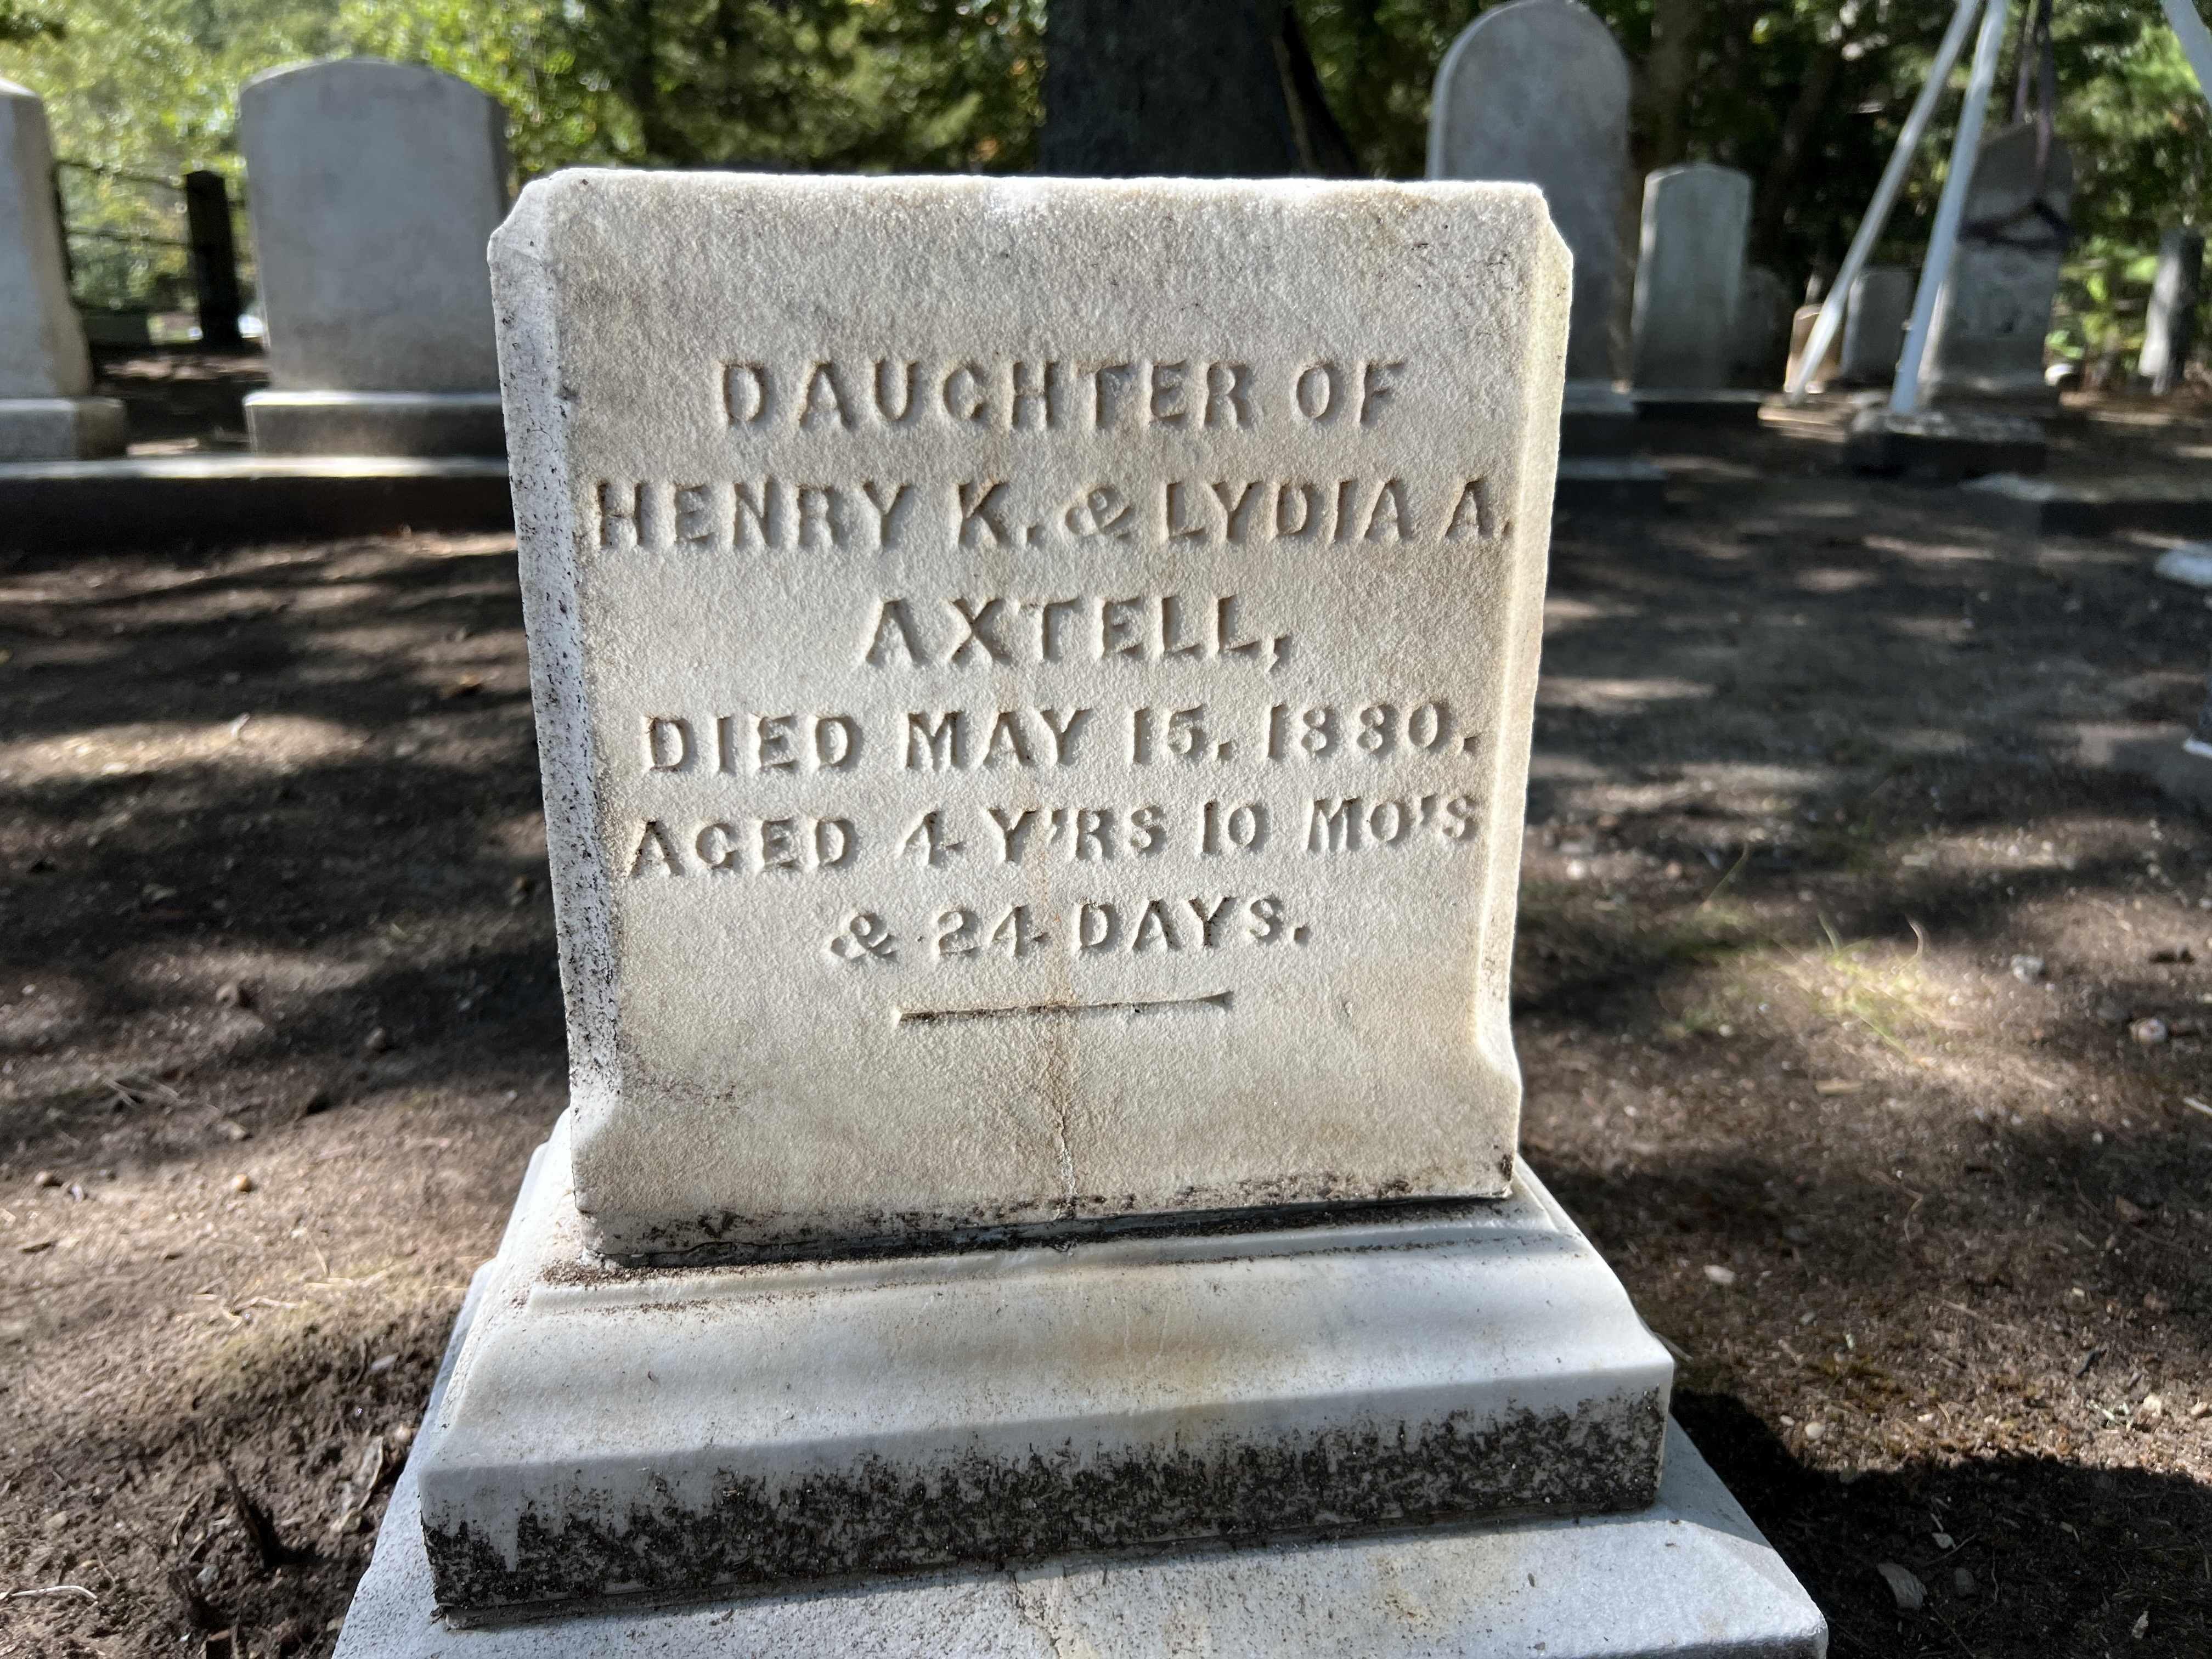 DAUGHTER OF
HENRY K. & LYDIA A.
AXTELL,
DIED MAY 15. 1880.
AGED 4 Y'RS 10 MO'S
& 24 DAYS.